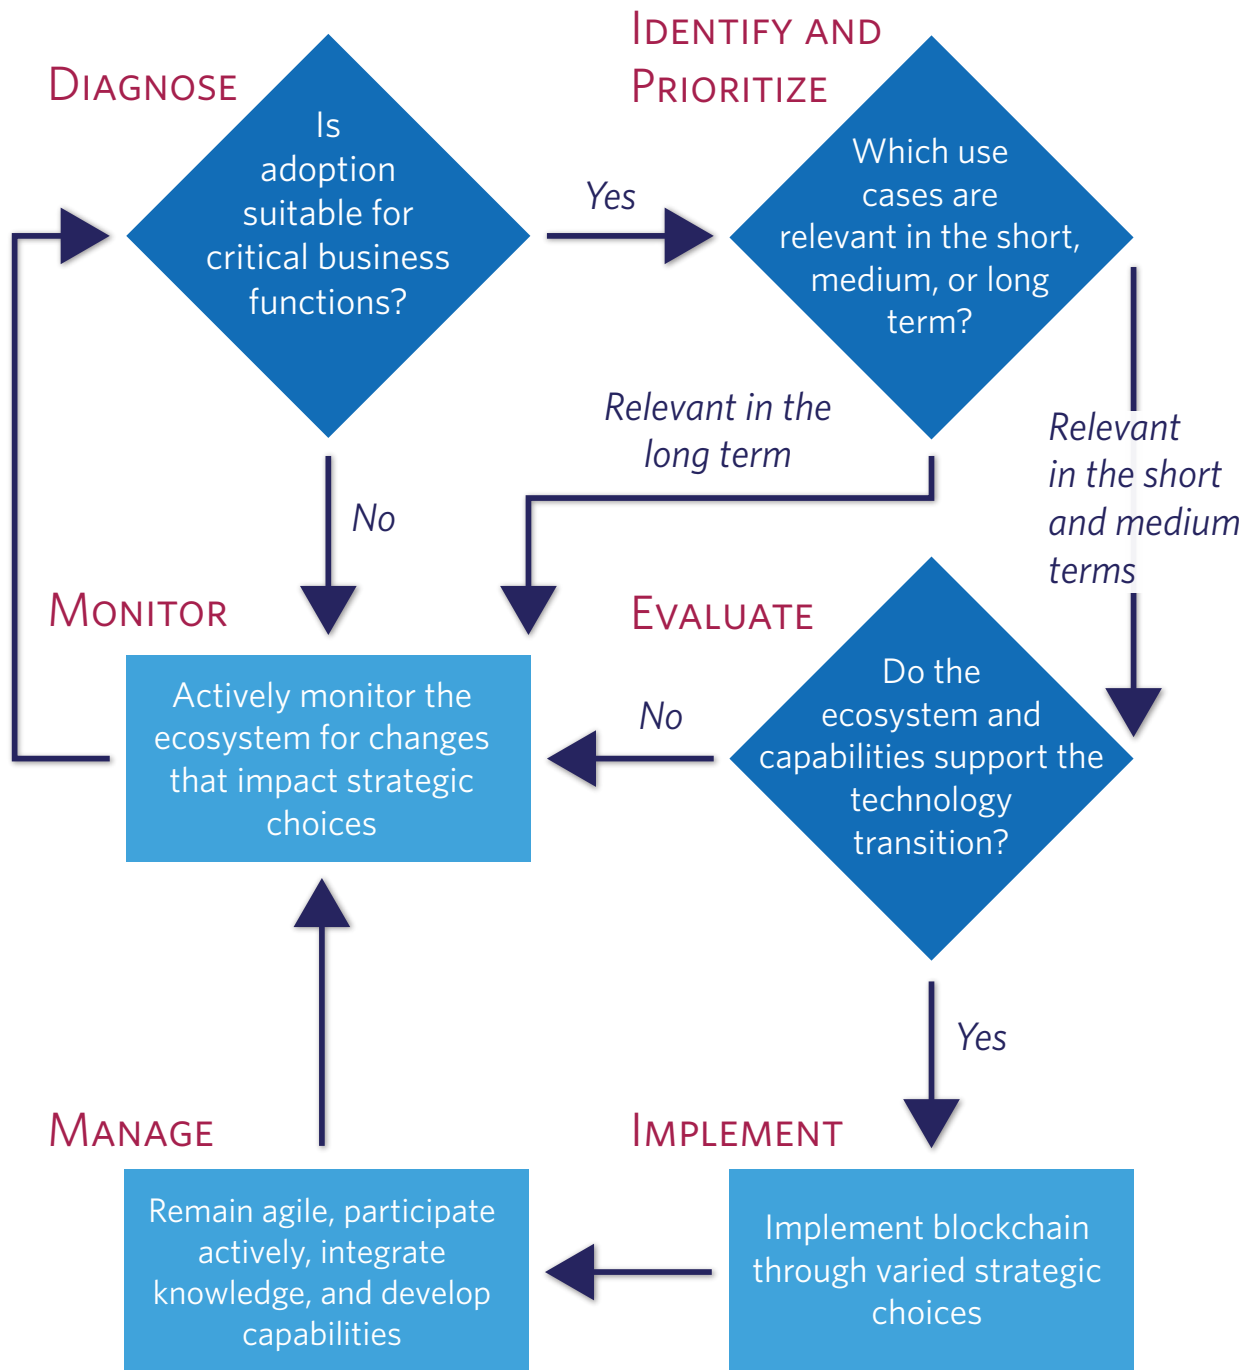 DIAGNOSE
Is
adoption
suitable for
critical business
functions?
Yes
IDENTIFY AND
PRIORITIZE
Which use
cases are
relevant in the short,
medium, or long
term?
Relevant in the
long term
Relevant
in the short
and medium
terms
No
MONITOR
Actively monitor the
ecosystem for changes
that impact strategic
choices
No
EVALUATE
Do the
ecosystem and
capabilities support the
technology
transition?
Yes
MANAGE
Remain agile, participate
actively, integrate
knowledge, and develop
capabilities
IMPLEMENT
Implement blockchain
through varied strategic
choices